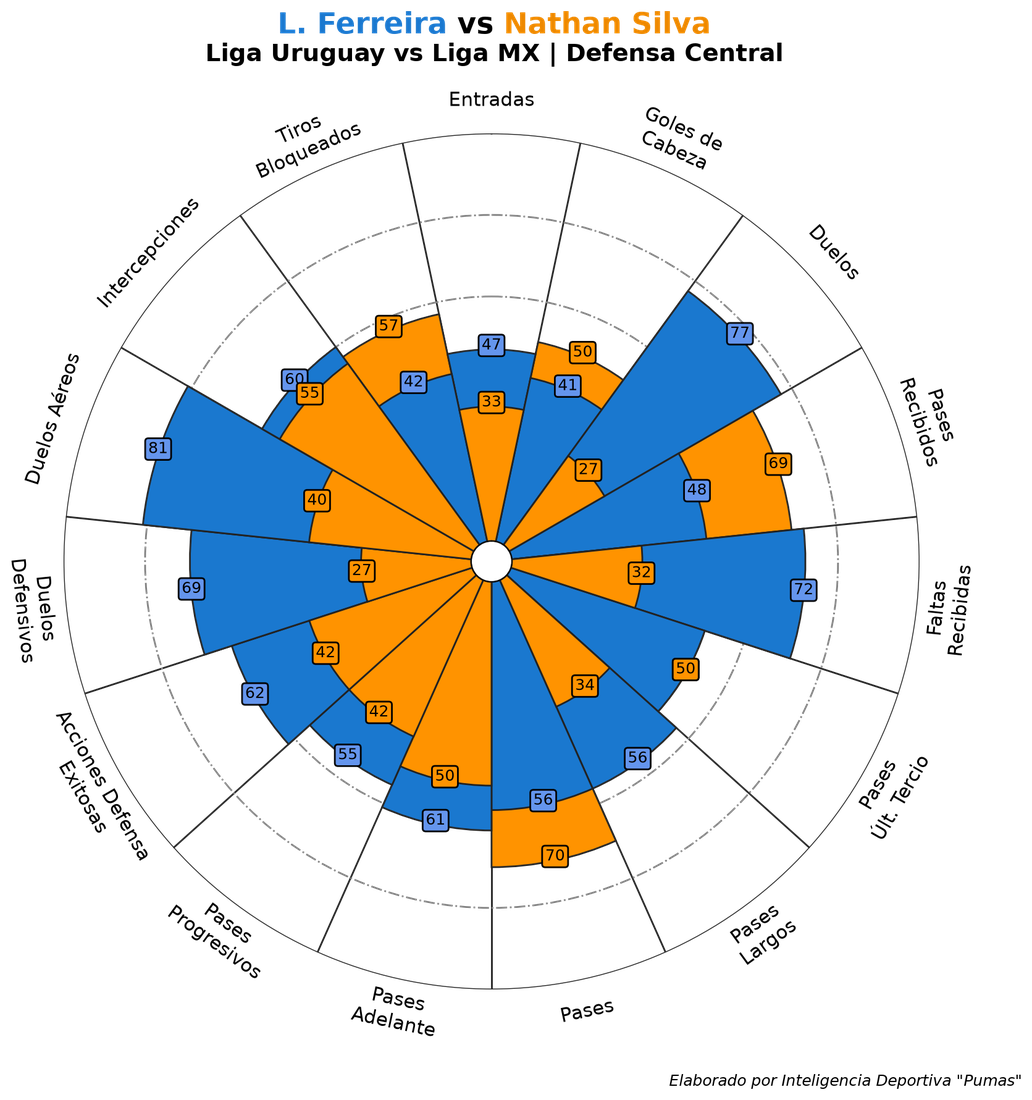 L. Ferreira vs Nathan Silva
Liga Uruguay vs Liga MX | Defensa Central
Entradas
47
33
Goles de
Cabeza
50
41
Duelos
77
27
Pases
Recibidos
69
48
Faltas
Recibidas
72
32
Pases
Últ. Tercio
50
Pases
Largos
56
34
Pases
56
70
Pases
Adelante
50
61
Pases
Progresivos
42
55
Acciones Defensa
Exitosas
42
62
Duelos
Defensivos
27
69
Duelos Aéreos
81
40
Intercepciones
60
55
Tiros
Bloqueados
57
42
Elaborado por Inteligencia Deportiva "Pumas"